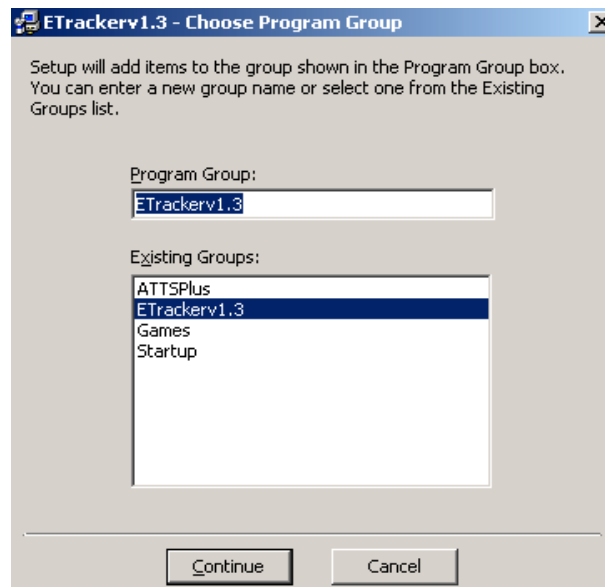 ETrackerv1.3 - Choose Program Group
Setup will add items to the group shown in the Program Group box.
You can enter a new group name or select one from the Existing
Groups list.
Program Group:
ETrackerv1.3
Existing Groups:
ATTSPlus
ETrackerv1.3
Games
Startup
Continue
Cancel